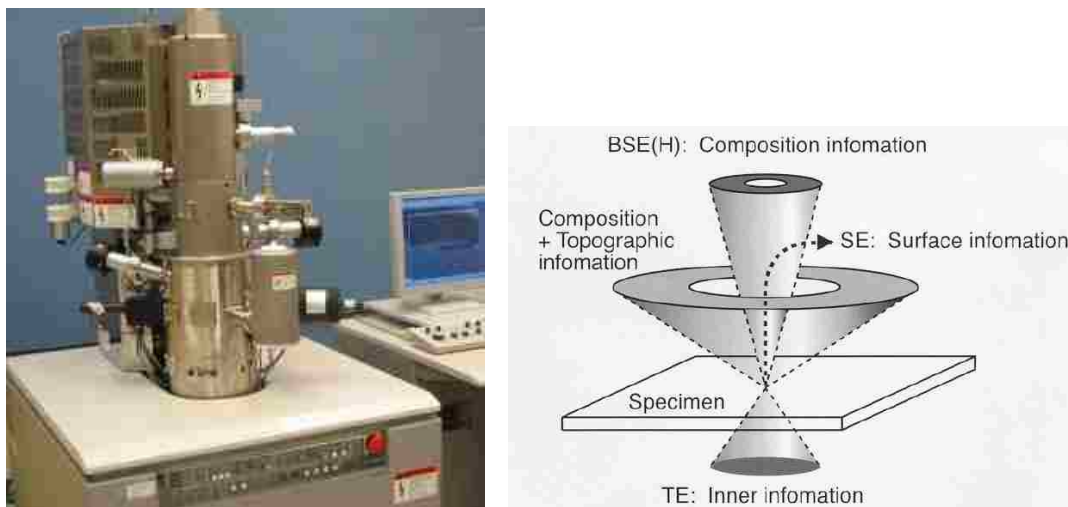 BSE(H): Composition infomation
Composition
+ Topographic
infomation
SE: Surface infomation
Specimen
TE: Inner infomation